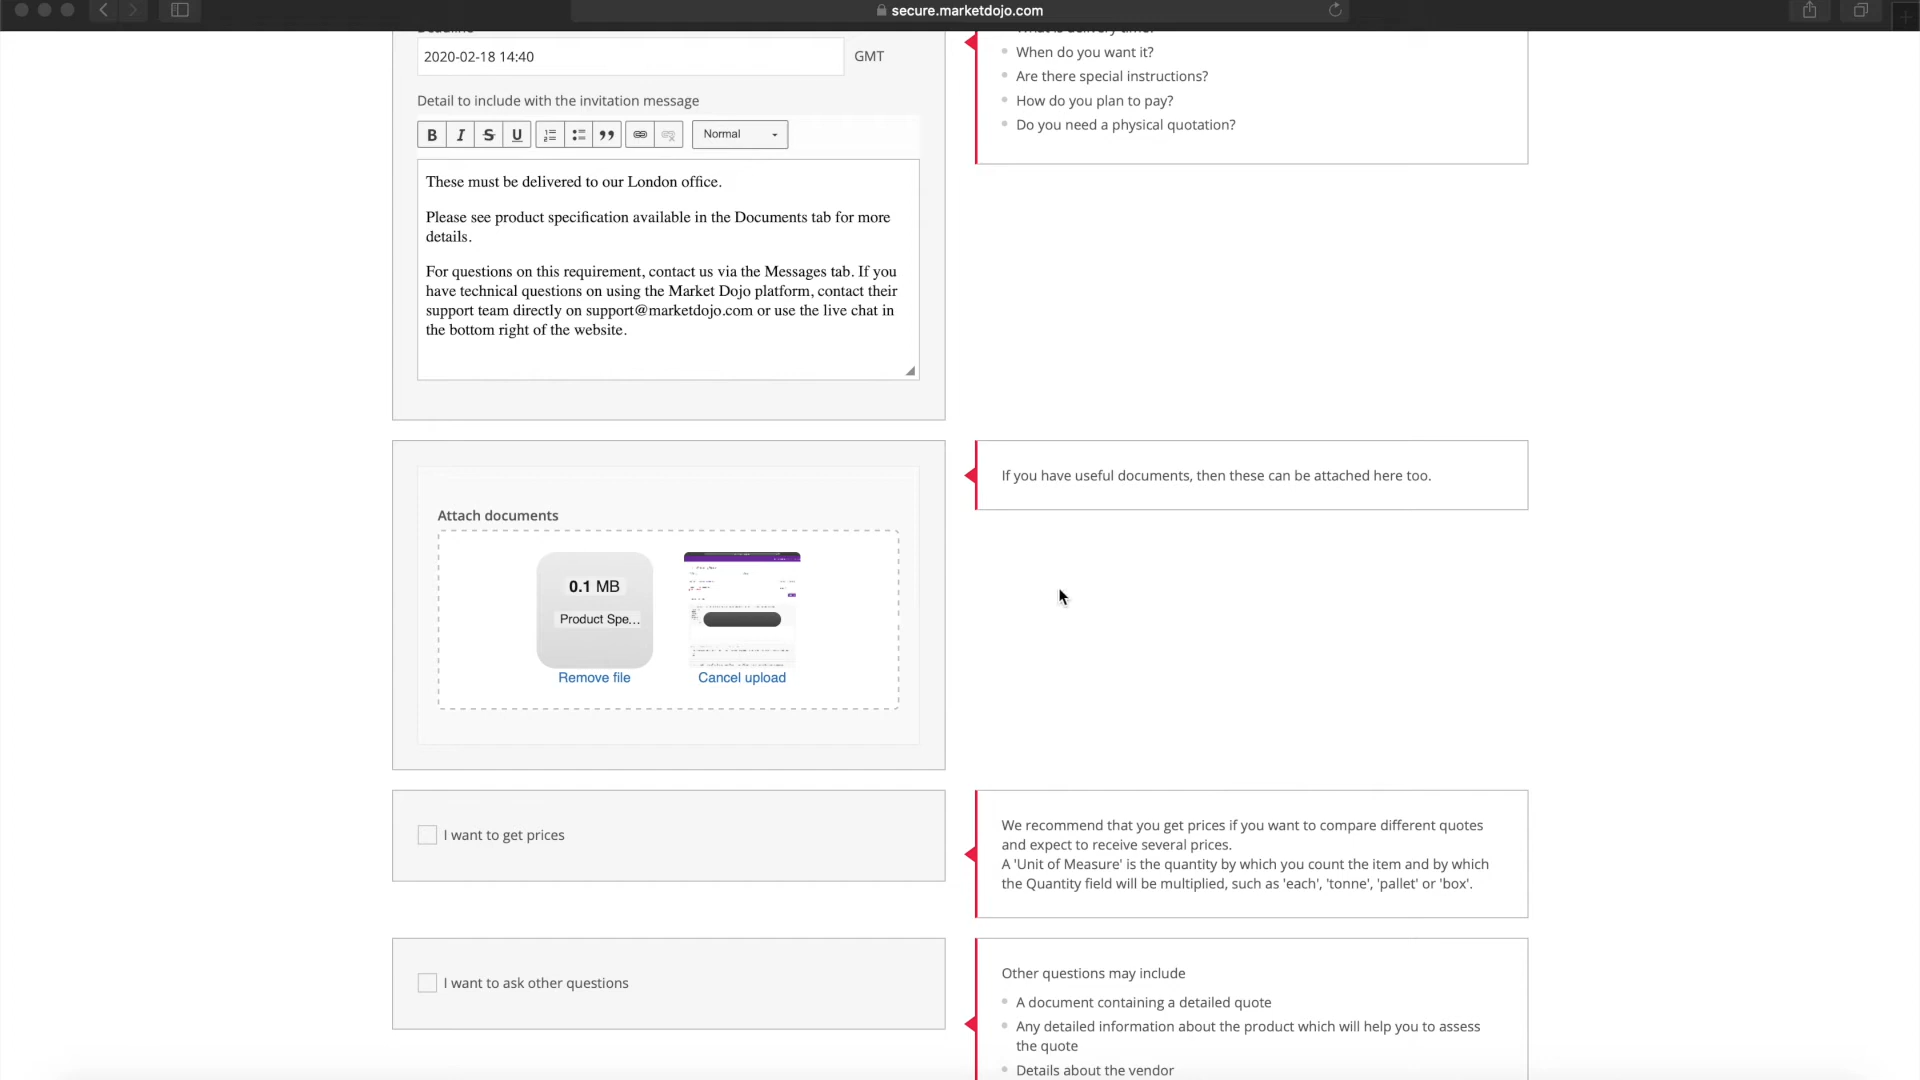 secure.marketdojo.com
Deadline
2020-02-18 14:40
GMT
Detail to include with the invitation message
B I S U
Normal
These must be delivered to our London office.
Please see product specification available in the Documents tab for more
details.
For questions on this requirement, contact us via the Messages tab. If you
have technical questions on using the Market Dojo platform, contact their
support team directly on support@marketdojo.com or use the live chat in
the bottom right of the website.
What is delivery time?
When do you want it?
Are there special instructions?
How do you plan to pay?
Do you need a physical quotation?
Attach documents
0.1 MB
Product Spe...
Remove file
Cancel upload
If you have useful documents, then these can be attached here too.
I want to get prices
We recommend that you get prices if you want to compare different quotes
and expect to receive several prices.
A 'Unit of Measure' is the quantity by which you count the item and by which
the Quantity field will be multiplied, such as 'each', 'tonne', 'pallet' or 'box'.
I want to ask other questions
Other questions may include
A document containing a detailed quote
Any detailed information about the product which will help you to assess
the quote
Details about the vendor